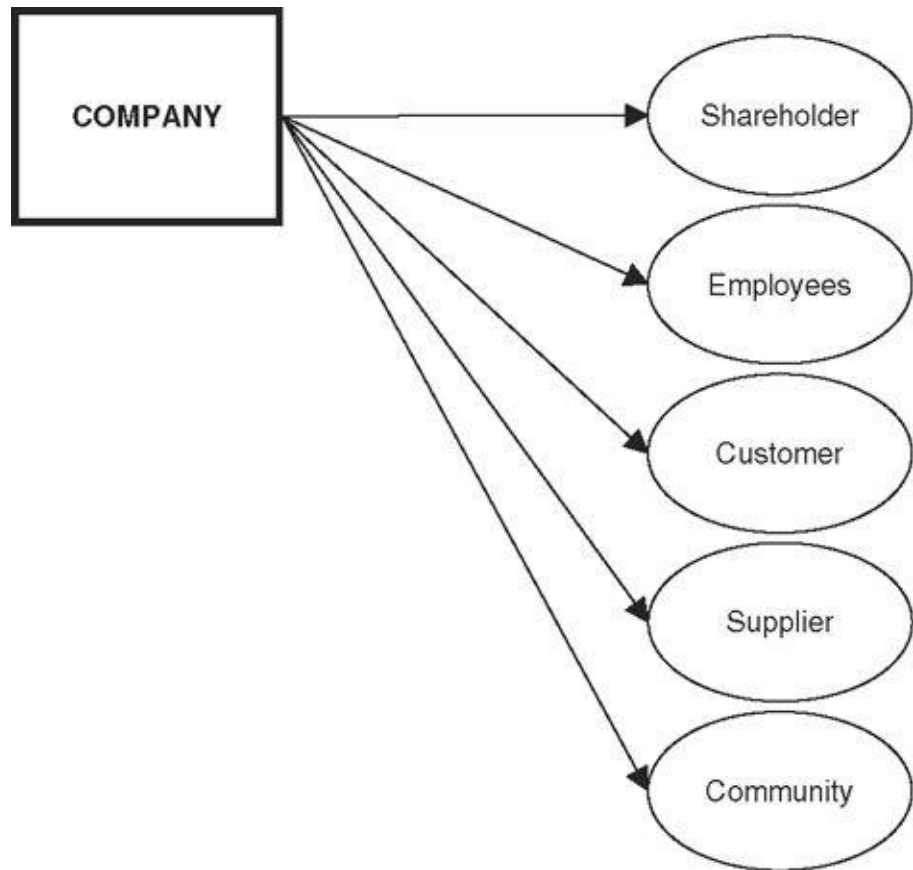 COMPANY
Shareholder
Employees
Customer
Supplier
Community